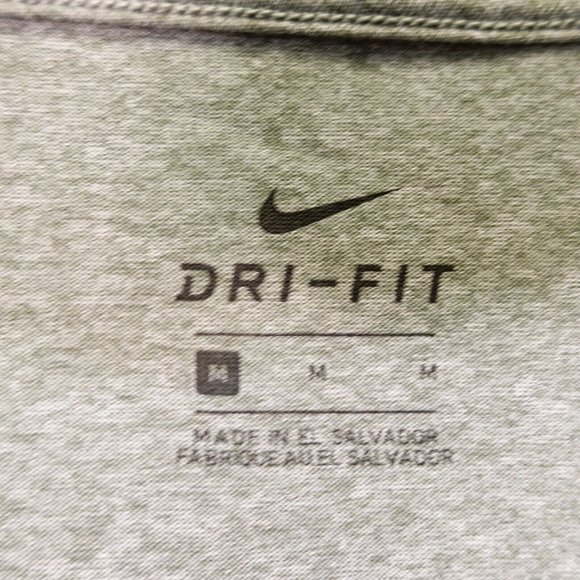 DRI-FIT
M M M
MADE IN EL SALVADOR
FABRIQUE AU EL SALVADOR